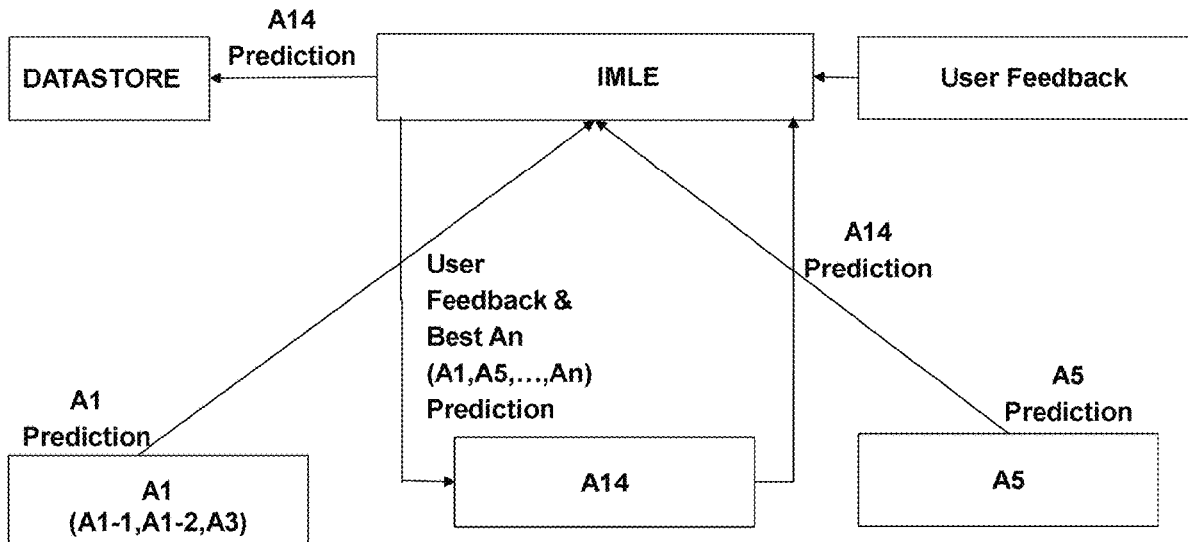 A14
Prediction
DATASTORE
IMLE
User Feedback
A14
Prediction
User
Feedback &
Best An
(A1,A5,...,An)
Prediction
A1
Prediction
A5
Prediction
A1
(A1-1,A1-2,A3)
A14
A5